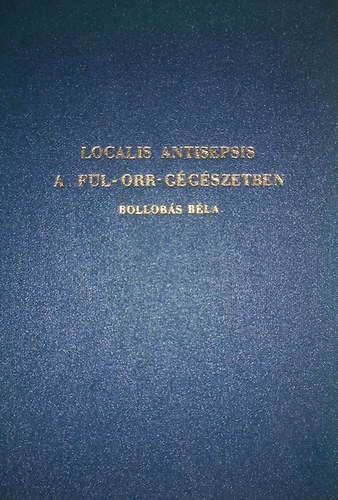 LOCALIS ANTISEPSIS
A FÜL-ORR-GÉGÉSZETBEN
BOLLOBÁS BÉLA